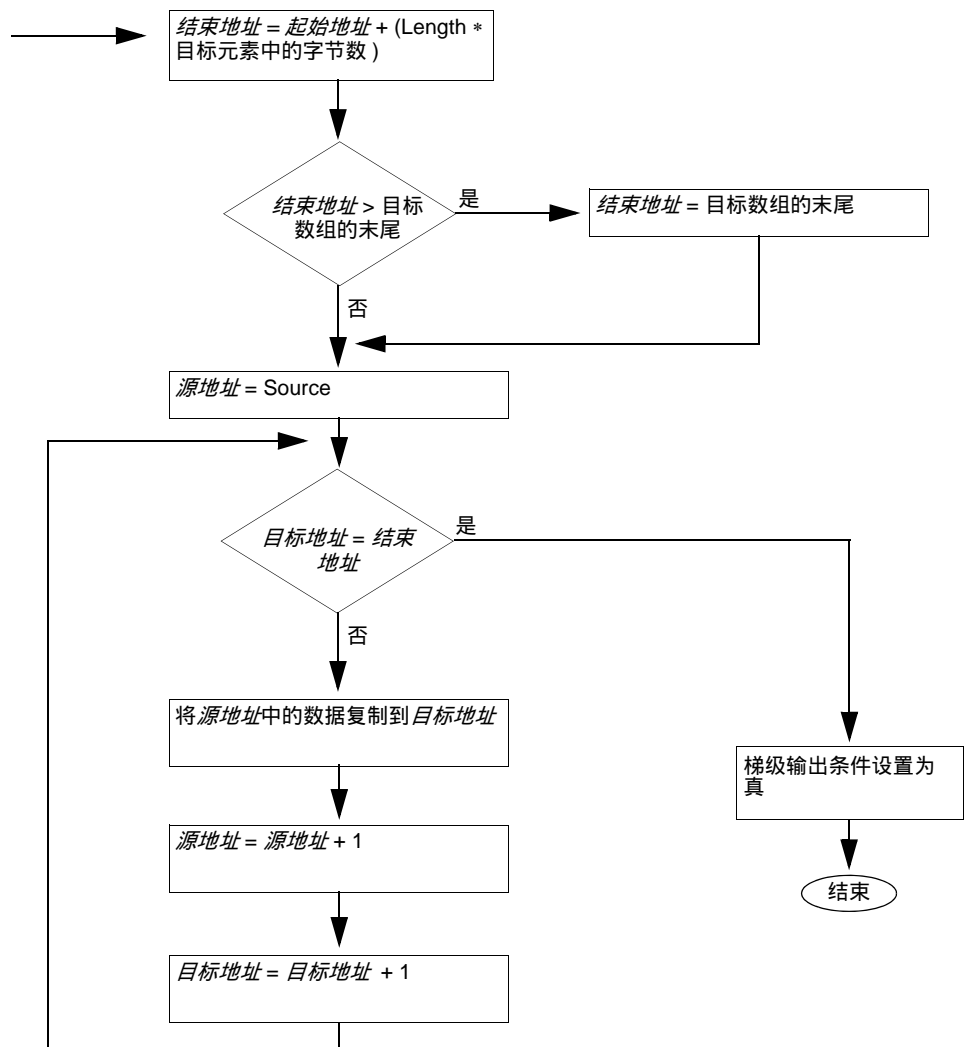 结束地址 = 起始地址 + (Length *
目标元素中的字节数 )
结束地址 > 目标
数组的末尾
是
结束地址 = 目标数组的末尾
否
源地址 = Source
目标地址 = 结束
地址
是
否
将源地址中的数据复制到目标地址
梯级输出条件设置为
真
源地址 = 源地址 + 1
结束
目标地址 = 目标地址 + 1